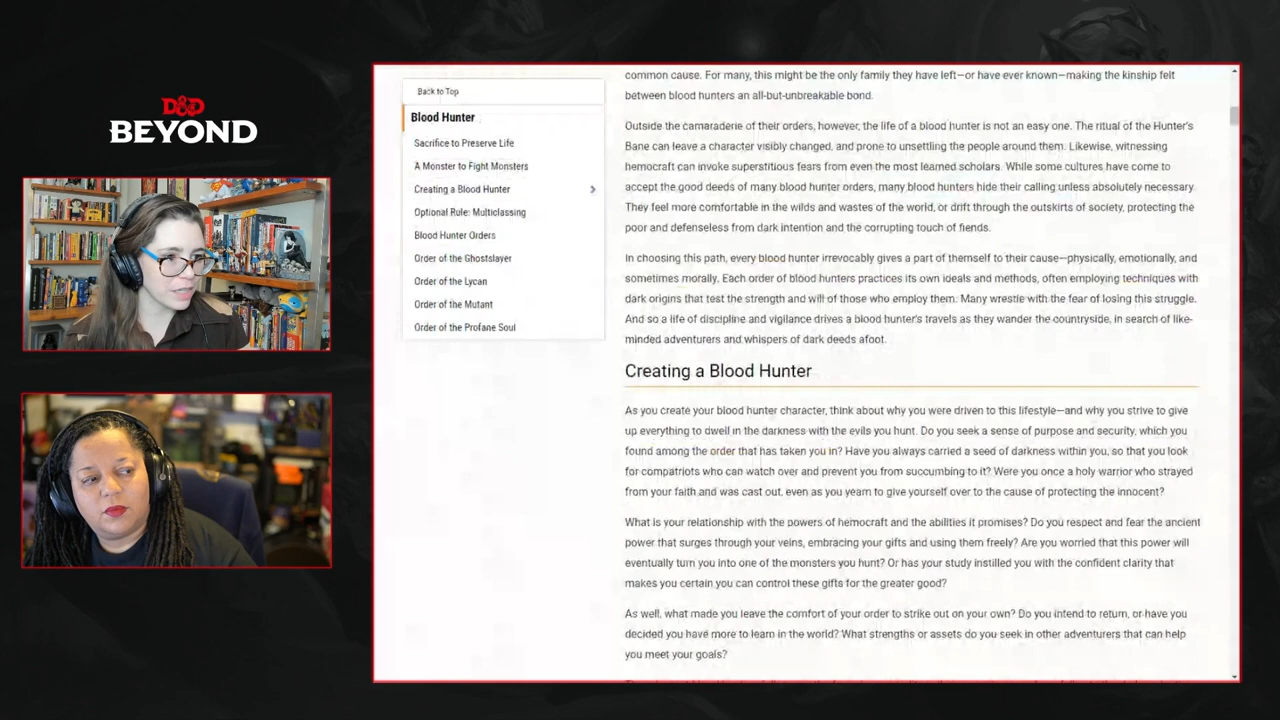 D&D
BEYOND
Back to Top
Blood Hunter
Sacrifice to Preserve Life
A Monster to Fight Monsters
Creating a Blood Hunter
Optional Rule: Multiclassing
Blood Hunter Orders
Order of the Ghostslayer
Order of the Lycan
Order of the Mutant
Order of the Profane Soul
common cause. For many, this might be the only family they have left—or have ever known—making the kinship felt
between blood hunters an all-but-unbreakable bond.
Outside the camaraderie of their orders, however, the life of a blood hunter is not an easy one. The ritual of the Hunter's
Bane can leave a character visibly changed, and prone to unsettling the people around them. Likewise, witnessing
hemocraft can invoke superstitious fears from even the most learned scholars. While some cultures have come to
accept the good deeds of many blood hunter orders, many blood hunters hide their calling unless absolutely necessary.
They feel more comfortable in the wilds and wastes of the world, or drift through the outskirts of society, protecting the
poor and defenseless from dark intention and the corrupting touch of fiends.
In choosing this path, every blood hunter irrevocably gives a part of themself to their cause—physically, emotionally, and
sometimes morally. Each order of blood hunters practices its own ideals and methods, often employing techniques with
dark origins that test the strength and will of those who employ them. Many wrestle with the fear of losing this struggle.
And so a life of discipline and vigilance drives a blood hunter's travels as they wander the countryside, in search of like-
minded adventurers and whispers of dark deeds afoot.
Creating a Blood Hunter
As you create your blood hunter character, think about why you were driven to this lifestyle—and why you strive to give
up everything to dwell in the darkness with the evils you hunt. Do you seek a sense of purpose and security, which you
found among the order that has taken you in? Have you always carried a seed of darkness within you, so that you look
for compatriots who can watch over and prevent you from succumbing to it? Were you once a holy warrior who strayed
from your faith and was cast out, even as you yearn to give yourself over to the cause of protecting the innocent?
What is your relationship with the powers of hemocraft and the abilities it promises? Do you respect and fear the ancient
power that surges through your veins, embracing your gifts and using them freely? Are you worried that this power will
eventually turn you into one of the monsters you hunt? Or has your study instilled you with the confident clarity that
makes you certain you can control these gifts for the greater good?
As well, what made you leave the comfort of your order to strike out on your own? Do you intend to return, or have you
decided you have more to learn in the world? What strengths or assets do you seek in other adventurers that can help
you meet your goals?